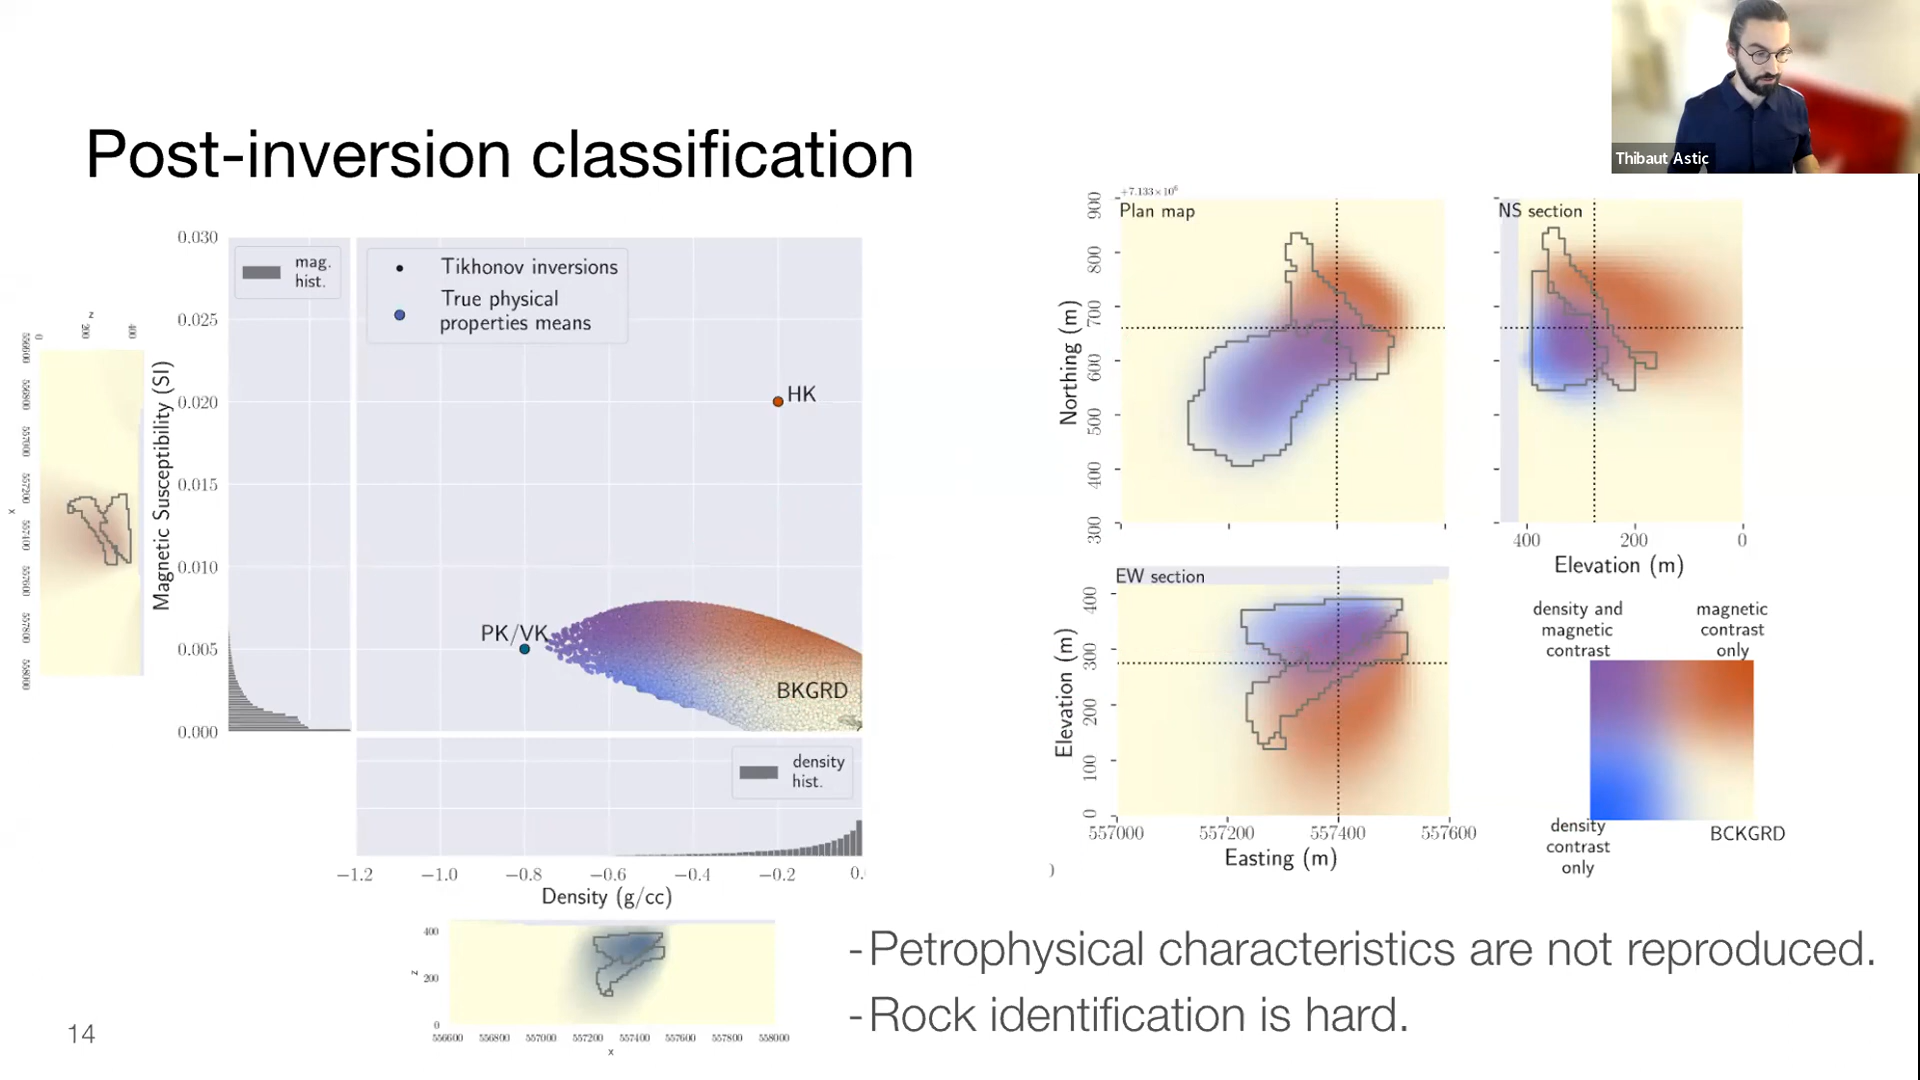 Thibaut Astic
Post-inversion classification
mag.
hist.
Tikhonov inversions
True physical
properties means
Magnetic Susceptibility (SI)
0.030
0.025
0.020
0.015
0.010
0.005
0.000
HK
PK/VK
BKGRD
density
hist.
−1.2 −1.0 −0.8 −0.6 −0.4 −0.2 0.
Density (g/cc)
z
0 200 400
x
z
400
200
0
556600 556800 557000 557200 557400 557600 557800 558000
x
+7.133×10⁶
Plan map
Northing (m)
900
800
700
600
500
400
300
NS section
400 200 0
Elevation (m)
EW section
Elevation (m)
400
300
200
100
0
557000 557200 557400 557600
Easting (m)
density and
magnetic
contrast
magnetic
contrast
only
density
contrast
only
BCKGRD
-Petrophysical characteristics are not reproduced.
-Rock identification is hard.
14